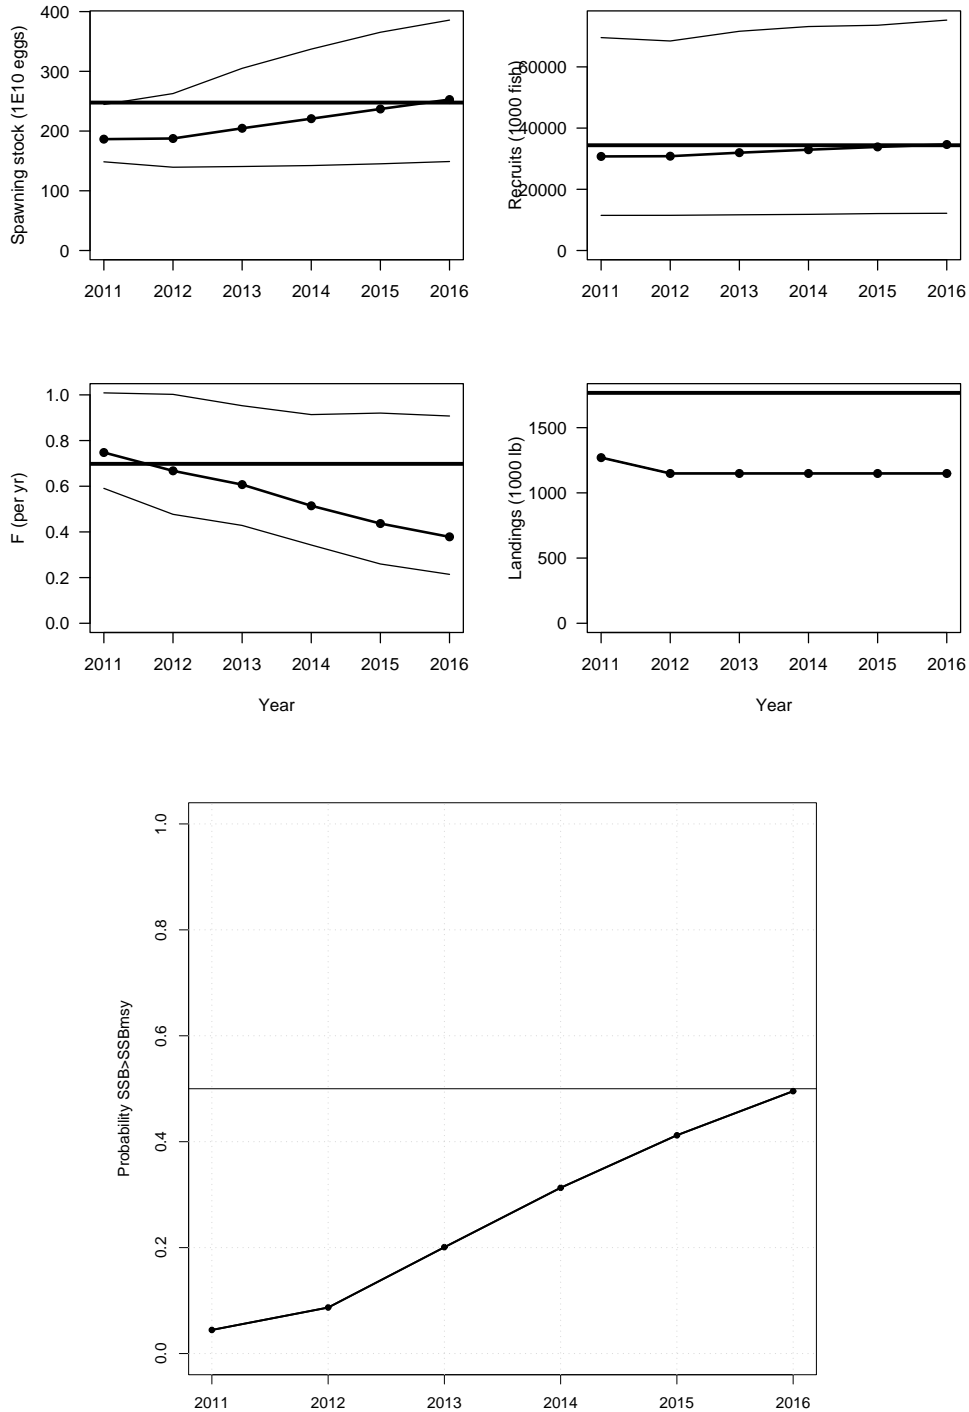 Spawning stock (1E10 eggs)
400
300
200
100
0
2011 2012 2013 2014 2015 2016
Recruits (1000 fish)
60000
40000
20000
0
2011 2012 2013 2014 2015 2016
F (per yr)
1.0
0.8
0.6
0.4
0.2
0.0
2011 2012 2013 2014 2015 2016
Year
Landings (1000 lb)
1500
1000
500
0
2011 2012 2013 2014 2015 2016
Year
Probability SSB>SSBmsy
1.0
0.8
0.6
0.4
0.2
0.0
2011 2012 2013 2014 2015 2016